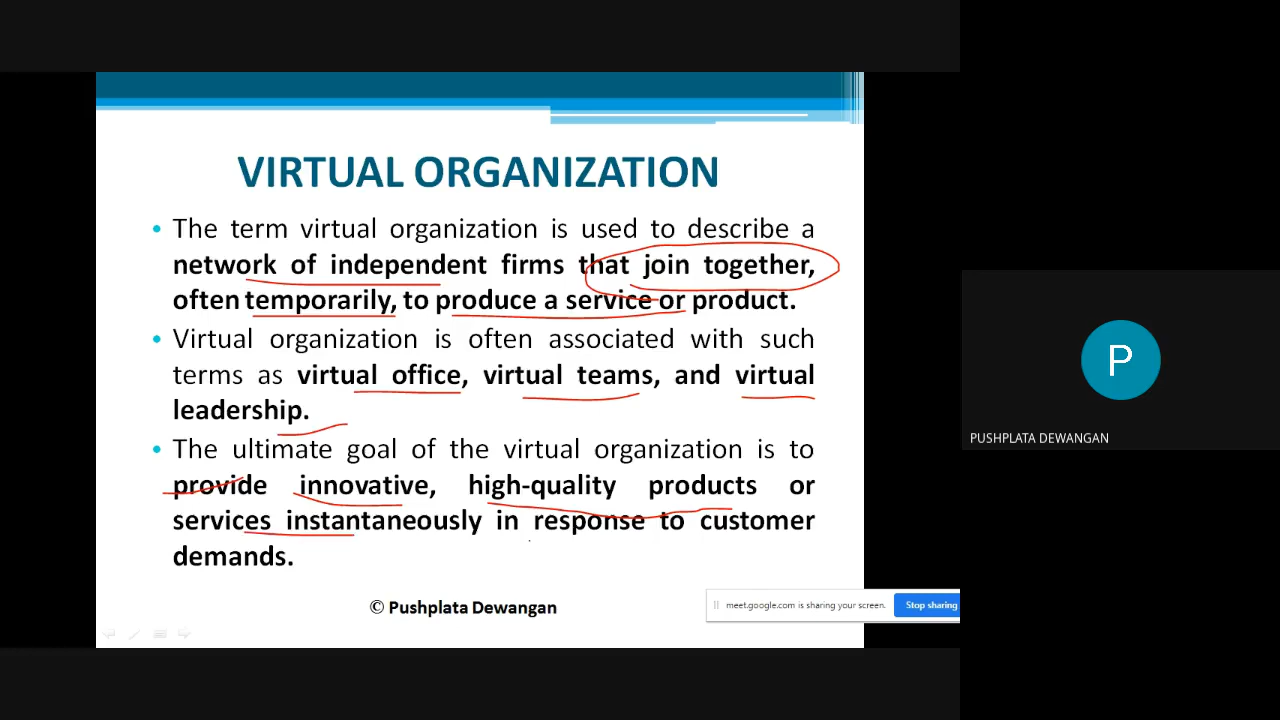 VIRTUAL ORGANIZATION
• The term virtual organization is used to describe a
network of independent firms that join together,
often temporarily, to produce a service or product.
• Virtual organization is often associated with such
terms as virtual office, virtual teams, and virtual
leadership.
• The ultimate goal of the virtual organization is to
provide innovative, high-quality products or
services instantaneously in response to customer
demands.
© Pushplata Dewangan
meet.google.com is sharing your screen.
Stop sharing
P
PUSHPLATA DEWANGAN